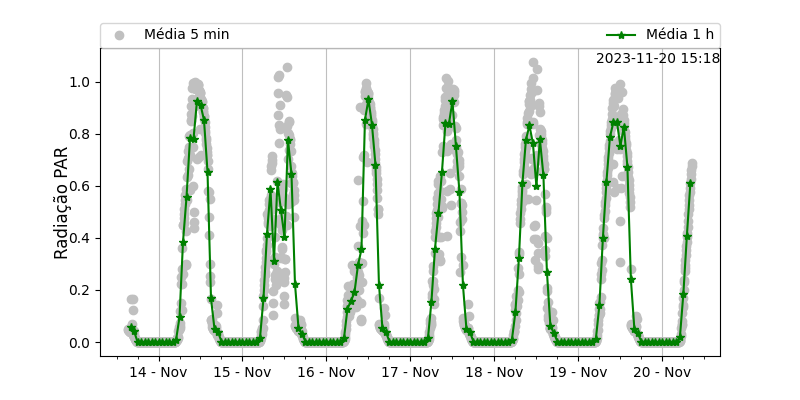 Média 5 min
Média 1 h
2023-11-20 15:18
Radiação PAR
1.0
0.8
0.6
0.4
0.2
0.0
14 - Nov
15 - Nov
16 - Nov
17 - Nov
18 - Nov
19 - Nov
20 - Nov